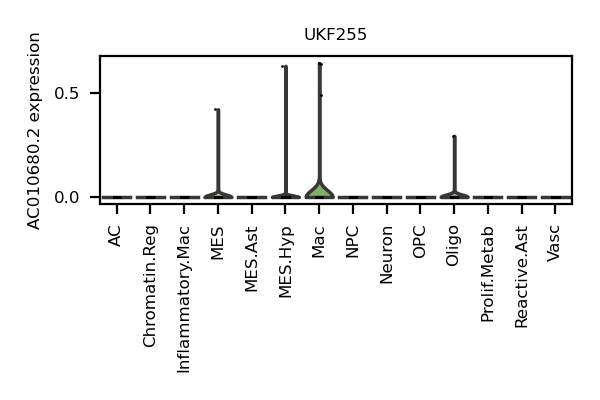 UKF255
AC010680.2 expression
0.5
0.0
AC
Chromatin.Reg
Inflammatory.Mac
MES
MES.Ast
MES.Hyp
Mac
NPC
Neuron
OPC
Oligo
Prolif.Metab
Reactive.Ast
Vasc